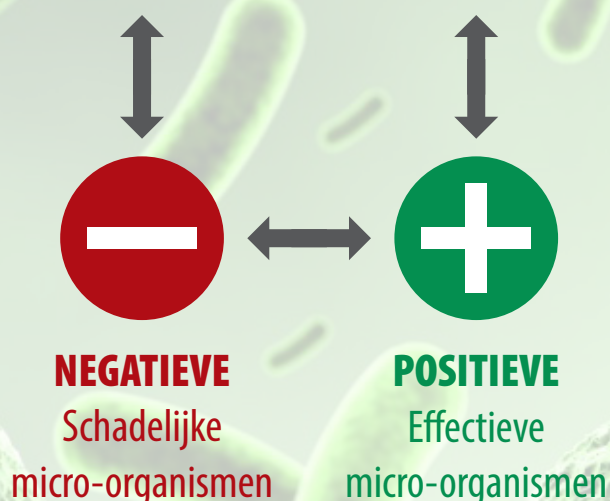 NEGATIEVE
Schadelijke
micro-organismen
POSITIEVE
Effectieve
micro-organismen